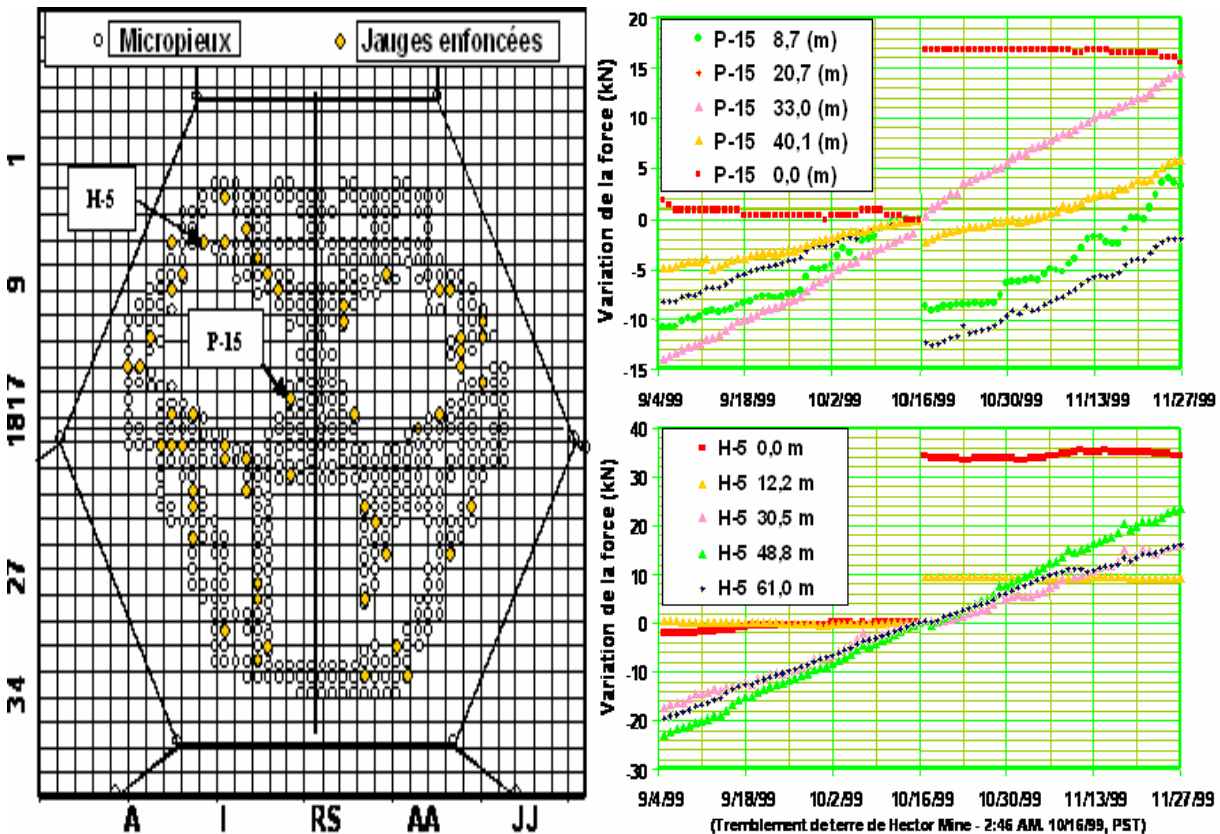 Micropieux
Jauges enfoncées
H-5
P-15
1
9
17
18
27
34
A
I
RS
AA
JJ
Variation de la force (kN)
20
15
10
5
0
-5
-10
-15
P-15 8,7 (m)
P-15 20,7 (m)
P-15 33,0 (m)
P-15 40,1 (m)
P-15 0,0 (m)
9/4/99
9/18/99
10/2/99
10/16/99
10/30/99
11/13/99
11/27/99
Variation de la force (kN)
40
30
20
10
0
-10
-20
-30
H-5 0,0 m
H-5 12,2 m
H-5 30,5 m
H-5 48,8 m
H-5 61,0 m
9/4/99
9/18/99
10/2/99
10/16/99
10/30/99
11/13/99
11/27/99
(Tremblement de terre de Hector Mine - 2:46 AM. 10/16/99, PST)